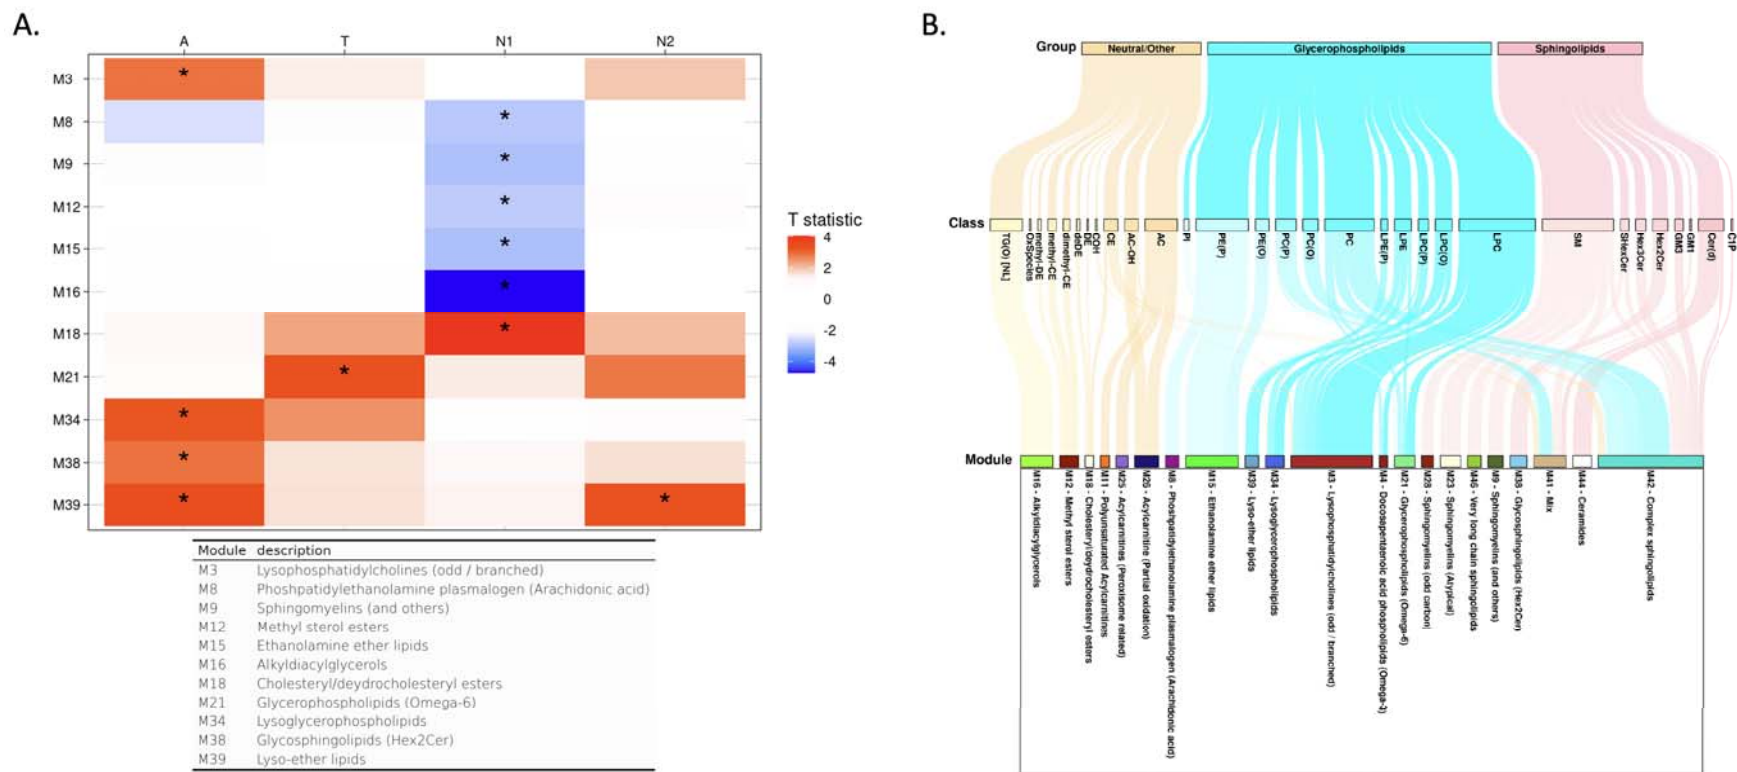 A.
A T N1 N2
M3
M8
M9
M12
M15
M16
M18
M21
M34
M38
M39
* * * * * * * * * * * *
T statistic
4
2
0
-2
-4
Module description
M3 Lysophosphatidylcholines (odd / branched)
M8 Phoshpatidylethanolamine plasmalogen (Arachidonic acid)
M9 Sphingomyelins (and others)
M12 Methyl sterol esters
M15 Ethanolamine ether lipids
M16 Alkyldiacylglycerols
M18 Cholesteryl/deydrocholesteryl esters
M21 Glycerophospholipids (Omega-6)
M34 Lysoglycerophospholipids
M38 Glycosphingolipids (Hex2Cer)
M39 Lyso-ether lipids
B.
Group Neutral/Other Glycerophospholipids Sphingolipids
Class
TG(O) [NL]
OxSpecies
methyl-DE
methyl-CE
dimethyl-CE
deDE
DE
COH
CE
AC-OH
AC
PI
PE(P)
PE(O)
PC(P)
PC(O)
PC
LPE(P)
LPE
LPC(P)
LPC(O)
LPC
SM
SHexCer
Hex3Cer
Hex2Cer
GM3
GM1
Cer(d)
C1P
Module
M16 - Alkyldiacylglycerols
M12 - Methyl sterol esters
M18 - Cholesteryl/deydrocholesteryl esters
M11 - Polyunsaturated Acylcarnitines
M25 - Acylcarnitines (Peroxisome related)
M26 - Acylcarnitine (Partial oxidation)
M8 - Phoshpatidylethanolamine plasmalogen (Arachidonic acid)
M15 - Ethanolamine ether lipids
M39 - Lyso-ether lipids
M34 - Lysoglycerophospholipids
M3 - Lysophosphatidylcholines (odd / branched)
M4 - Docosapentaenoic acid phospholipids (Omega-3)
M21 - Glycerophospholipids (Omega-6)
M28 - Sphingomyelins (odd carbon)
M23 - Sphingomyelins (Atypical)
M46 - Very long chain sphingolipids
M9 - Sphingomyelins (and others)
M38 - Glycosphingolipids (Hex2Cer)
M41 - Mix
M44 - Ceramides
M42 - Complex sphingolipids